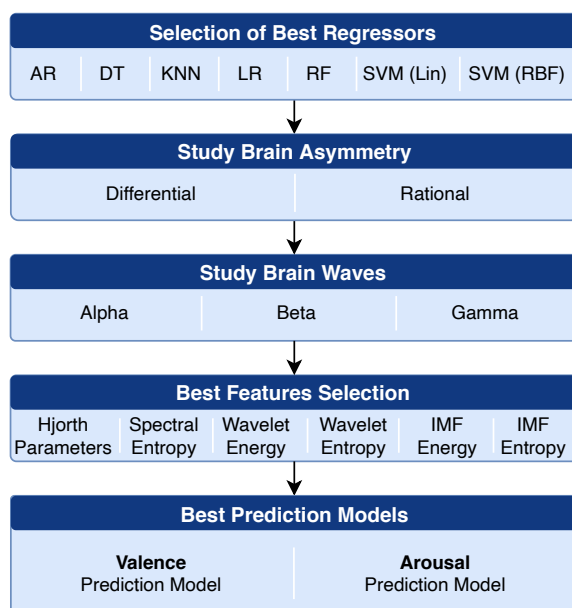 Selection of Best Regressors
AR DT KNN LR RF SVM (Lin) SVM (RBF)
Study Brain Asymmetry
Differential Rational
Study Brain Waves
Alpha Beta Gamma
Best Features Selection
Hjorth Spectral Wavelet Wavelet IMF IMF
Parameters Entropy Energy Entropy Energy Entropy
Best Prediction Models
Valence Arousal
Prediction Model Prediction Model